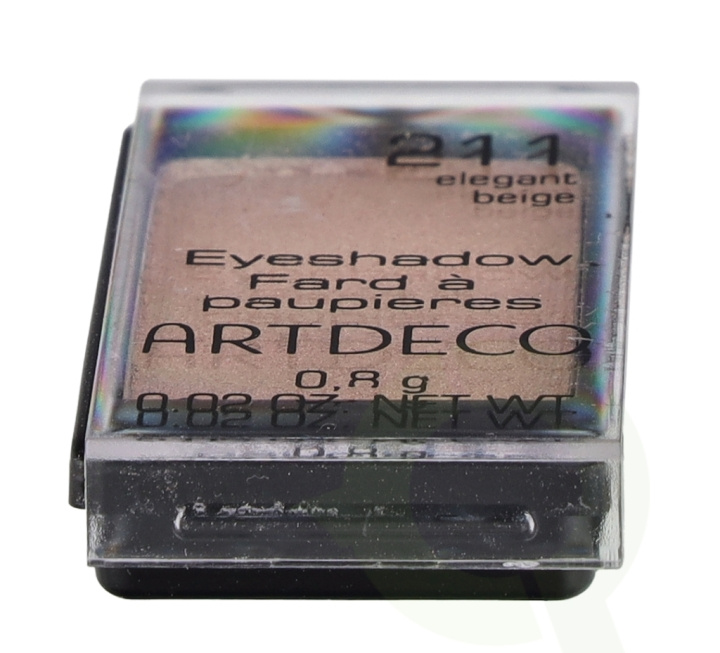 211
elegant
beige
Eyeshadow
Fard à
paupieres
ARTDECO
0,8 g
0.02 OZ. NET WT.